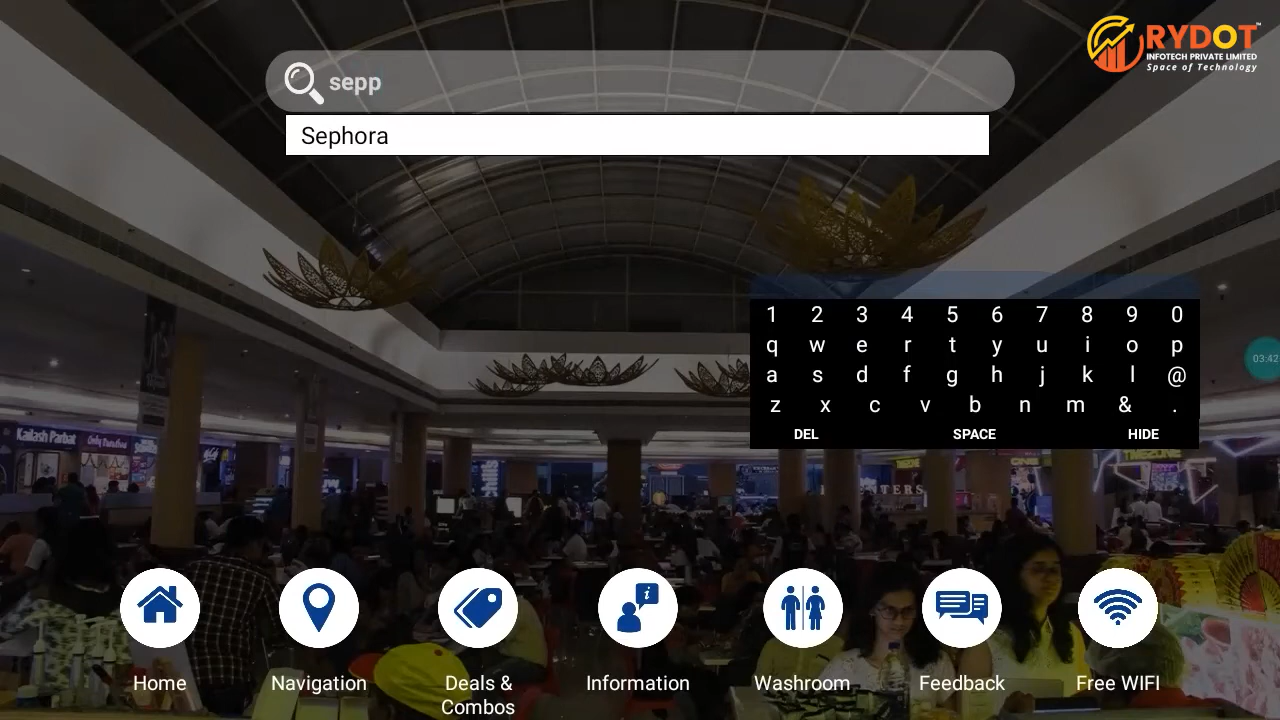 RYDOT™
INFOTECH PRIVATE LIMITED
Space of Technology
sepp
Sephora
1 2 3 4 5 6 7 8 9 0
q w e r t y u i o p
a s d f g h j k l @
z x c v b n m & .
DEL SPACE HIDE
03:42
Kailash Parbat
TIMEZONE
Home Navigation Deals & Combos Information Washroom Feedback Free WIFI